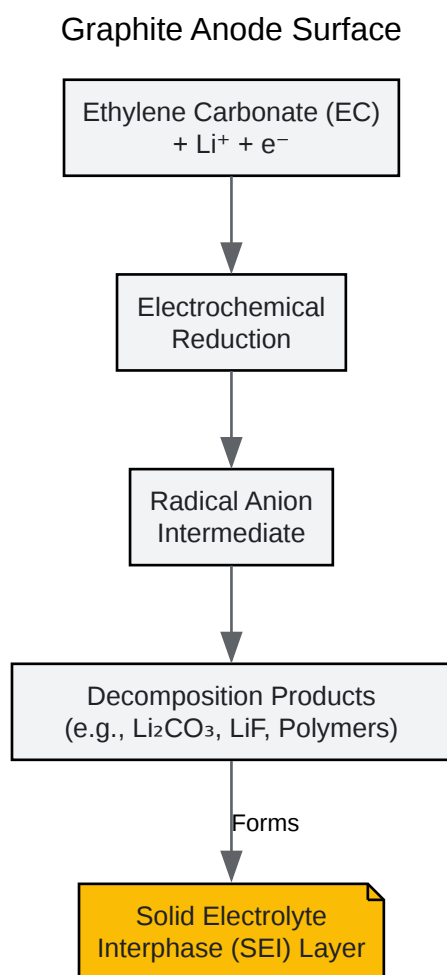 Graphite Anode Surface
Ethylene Carbonate (EC)
+ Li⁺ + e⁻
Electrochemical
Reduction
Radical Anion
Intermediate
Decomposition Products
(e.g., Li₂CO₃, LiF, Polymers)
Forms
Solid Electrolyte
Interphase (SEI) Layer